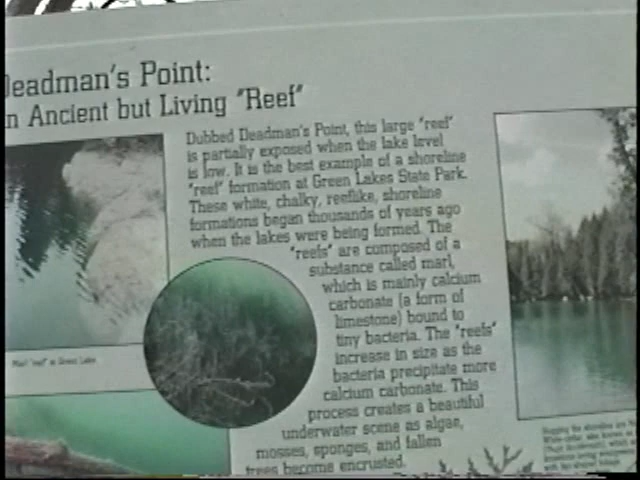 Deadman's Point:
n Ancient but Living "Reef"
Dubbed Deadman's Point, this large "reef"
is partially exposed when the lake level
is low. It is the best example of a shoreline
"reef" formation at Green Lakes State Park.
These white, chalky, reeflike, shoreline
formations began thousands of years ago
when the lakes were being formed. The
"reefs" are composed of a
substance called marl,
which is mainly calcium
carbonate (a form of
limestone) bound to
tiny bacteria. The "reefs"
increase in size as the
bacteria precipitate more
calcium carbonate. This
process creates a beautiful
underwater scene as algae,
mosses, sponges, and fallen
trees become encrusted.
Marl "reef" at Green Lake